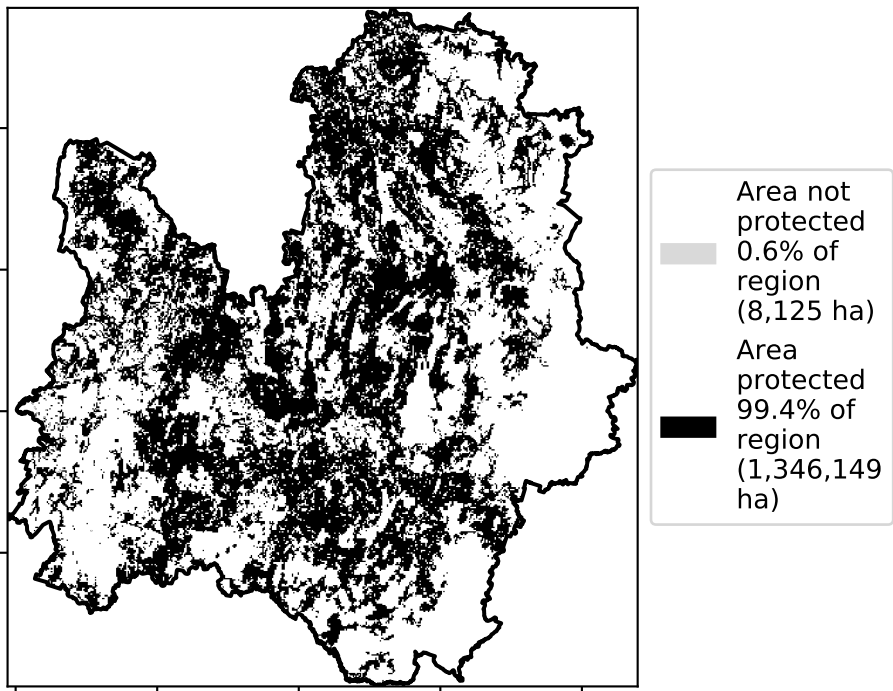 Area not
protected
0.6% of
region
(8,125 ha)
Area
protected
99.4% of
region
(1,346,149
ha)